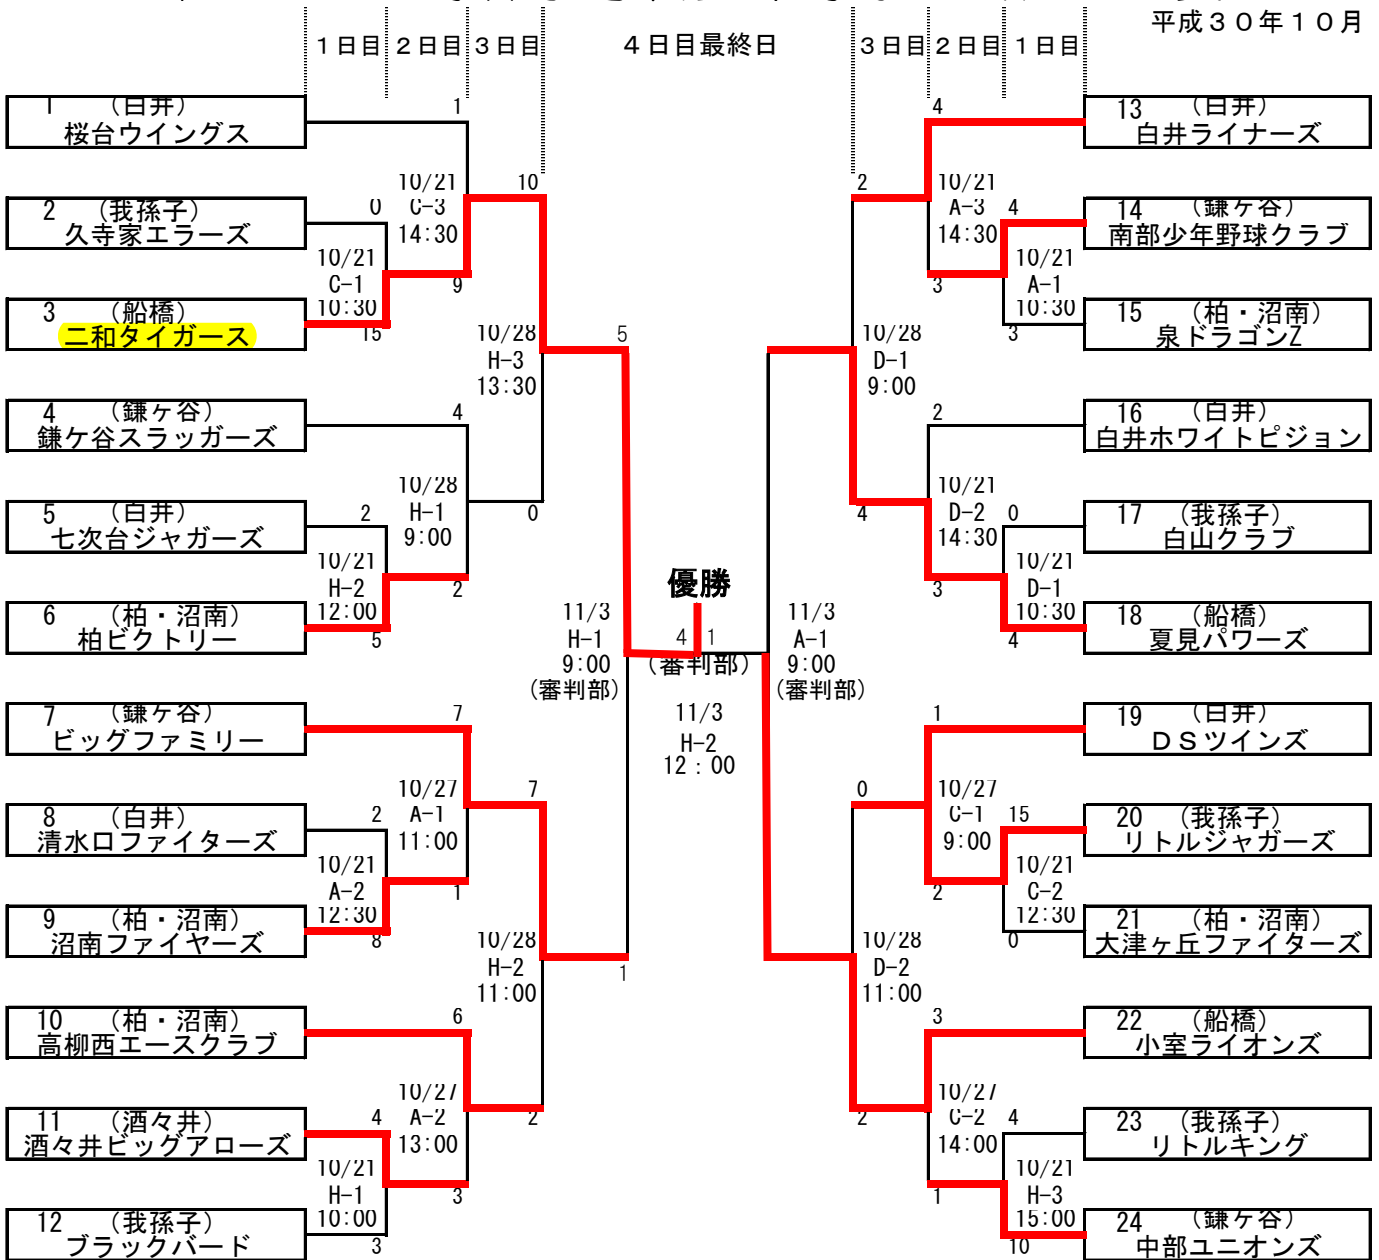 平成３０年１０月
１日目 ２日目 ３日目 ４日目最終日 ３日目 ２日目 １日目
1 （白井）
桜台ウイングス
1
2 （我孫子）
久寺家エラーズ
0
10/21
C-1
10:30
3 （船橋）
二和タイガース
15
10/21
C-3
14:30
9
10
4 （鎌ヶ谷）
鎌ケ谷スラッガーズ
4
5 （白井）
七次台ジャガーズ
2
10/21
H-2
12:00
6 （柏・沼南）
柏ビクトリー
5
10/28
H-1
9:00
2
0
10/28
H-3
13:30
5
7 （鎌ヶ谷）
ビッグファミリー
7
8 （白井）
清水口ファイターズ
2
10/21
A-2
12:30
9 （柏・沼南）
沼南ファイヤーズ
8
10/27
A-1
11:00
1
7
10 （柏・沼南）
高柳西エースクラブ
6
11 （酒々井）
酒々井ビッグアローズ
4
10/21
H-1
10:00
12 （我孫子）
ブラックバード
3
10/27
A-2
13:00
3
2
10/28
H-2
11:00
1
11/3
H-1
9:00
（審判部）
優勝
4 1
（審判部）
11/3
H-2
12：00
11/3
A-1
9:00
（審判部）
13 （白井）
白井ライナーズ
4
14 （鎌ヶ谷）
南部少年野球クラブ
4
10/21
A-1
10:30
15 （柏・沼南）
泉ドラゴンZ
3
10/21
A-3
14:30
3
2
10/28
D-1
9:00
16 （白井）
白井ホワイトピジョン
2
17 （我孫子）
白山クラブ
0
10/21
D-1
10:30
18 （船橋）
夏見パワーズ
4
10/21
D-2
14:30
3
4
19 （白井）
ＤＳツインズ
1
20 （我孫子）
リトルジャガーズ
15
10/21
C-2
12:30
21 （柏・沼南）
大津ヶ丘ファイターズ
0
10/27
C-1
9:00
2
0
10/28
D-2
11:00
22 （船橋）
小室ライオンズ
3
23 （我孫子）
リトルキング
4
10/21
H-3
15:00
24 （鎌ヶ谷）
中部ユニオンズ
10
10/27
C-2
14:00
1
2